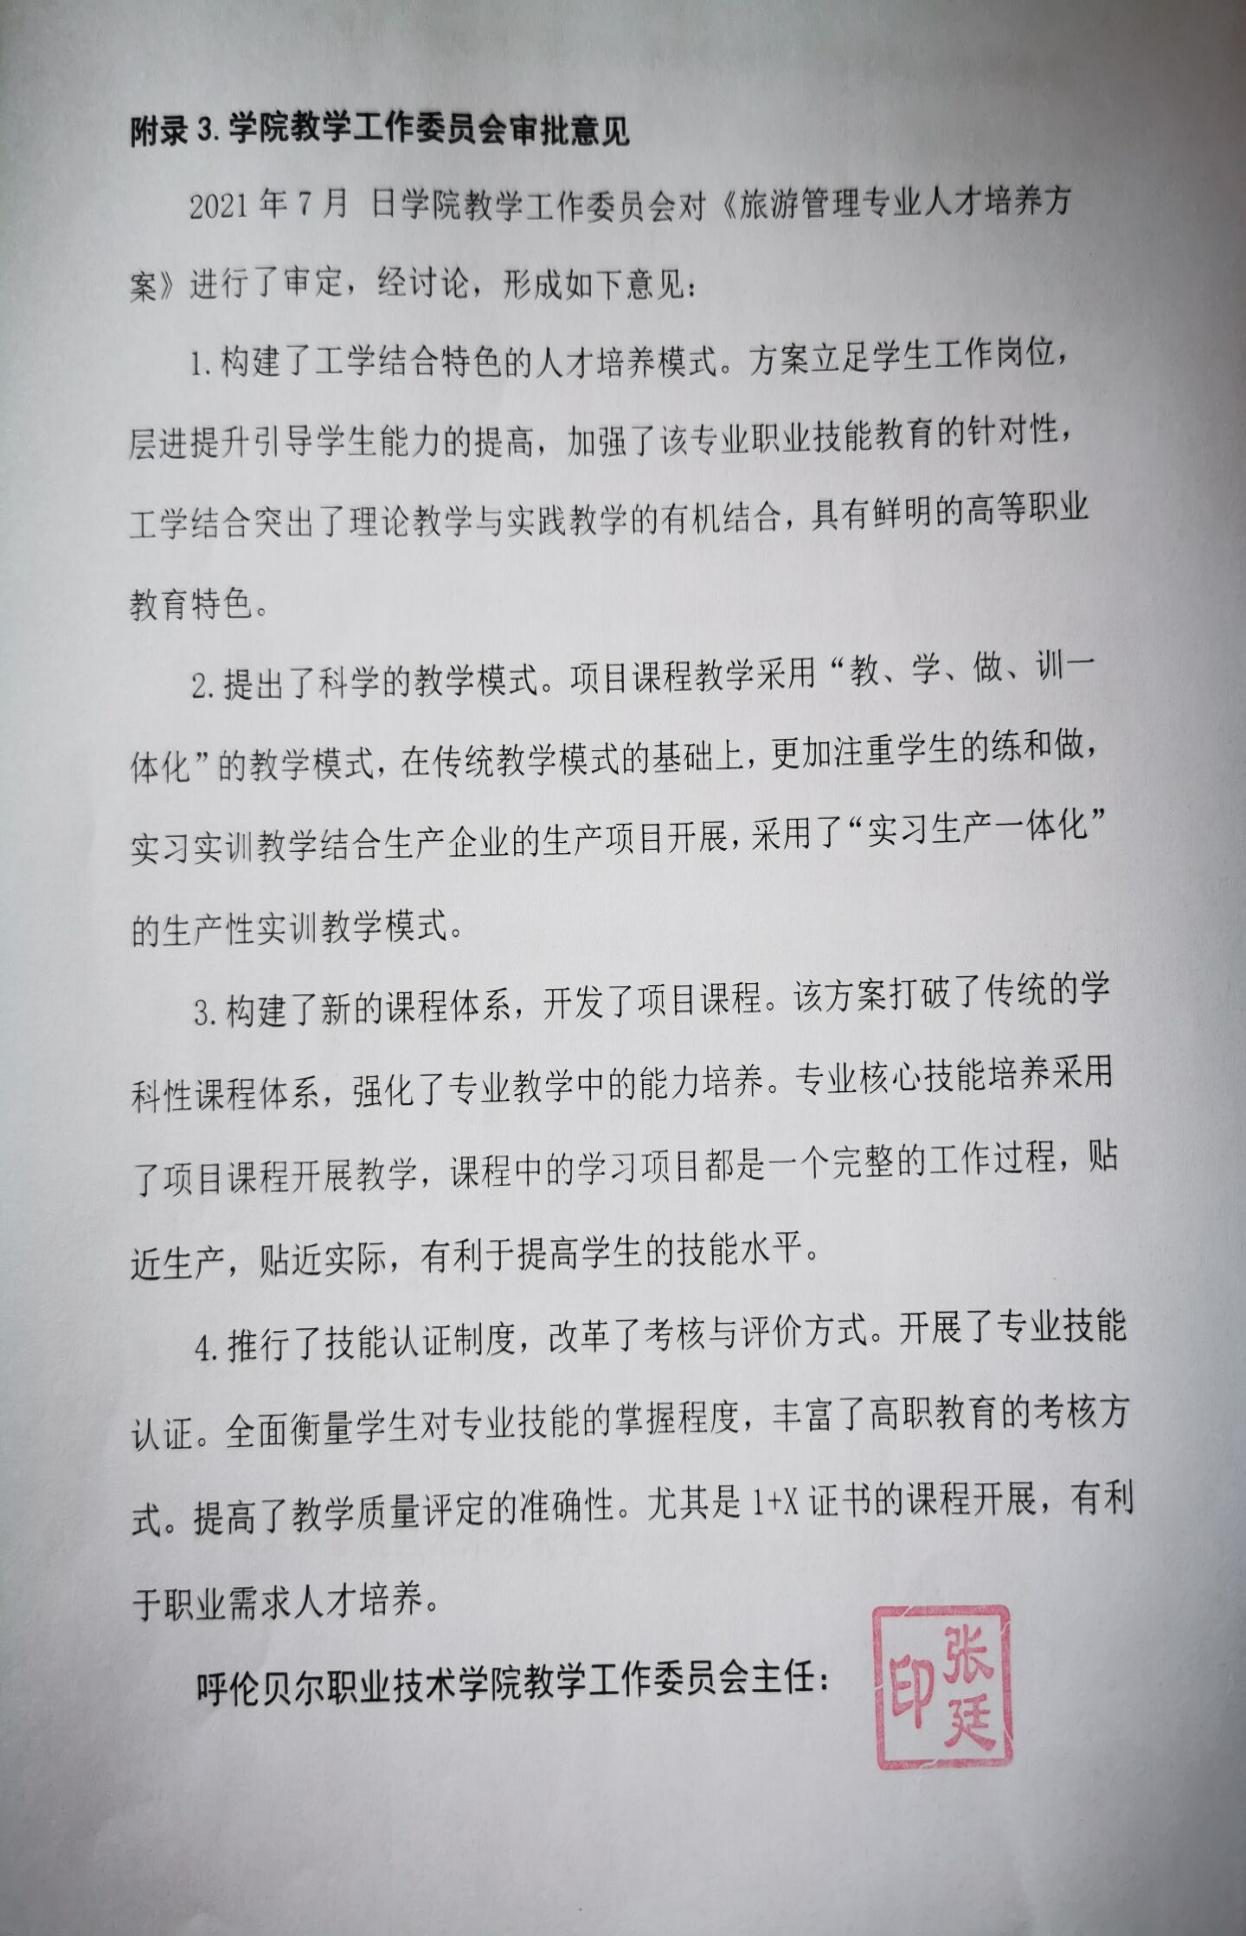 附录 3. 学院教学工作委员会审批意见
2021 年 7 月 日学院教学工作委员会对《旅游管理专业人才培养方
案》进行了审定，经讨论，形成如下意见：
1. 构建了工学结合特色的人才培养模式。方案立足学生工作岗位，
层进提升引导学生能力的提高，加强了该专业职业技能教育的针对性，
工学结合突出了理论教学与实践教学的有机结合，具有鲜明的高等职业
教育特色。
2. 提出了科学的教学模式。项目课程教学采用“教、学、做、训一
体化”的教学模式，在传统教学模式的基础上，更加注重学生的练和做，
实习实训教学结合生产企业的生产项目开展，采用了“实习生产一体化”
的生产性实训教学模式。
3. 构建了新的课程体系，开发了项目课程。该方案打破了传统的学
科性课程体系，强化了专业教学中的能力培养。专业核心技能培养采用
了项目课程开展教学，课程中的学习项目都是一个完整的工作过程，贴
近生产，贴近实际，有利于提高学生的技能水平。
4. 推行了技能认证制度，改革了考核与评价方式。开展了专业技能
认证。全面衡量学生对专业技能的掌握程度，丰富了高职教育的考核方
式。提高了教学质量评定的准确性。尤其是 1+X 证书的课程开展，有利
于职业需求人才培养。
呼伦贝尔职业技术学院教学工作委员会主任：
张廷
印